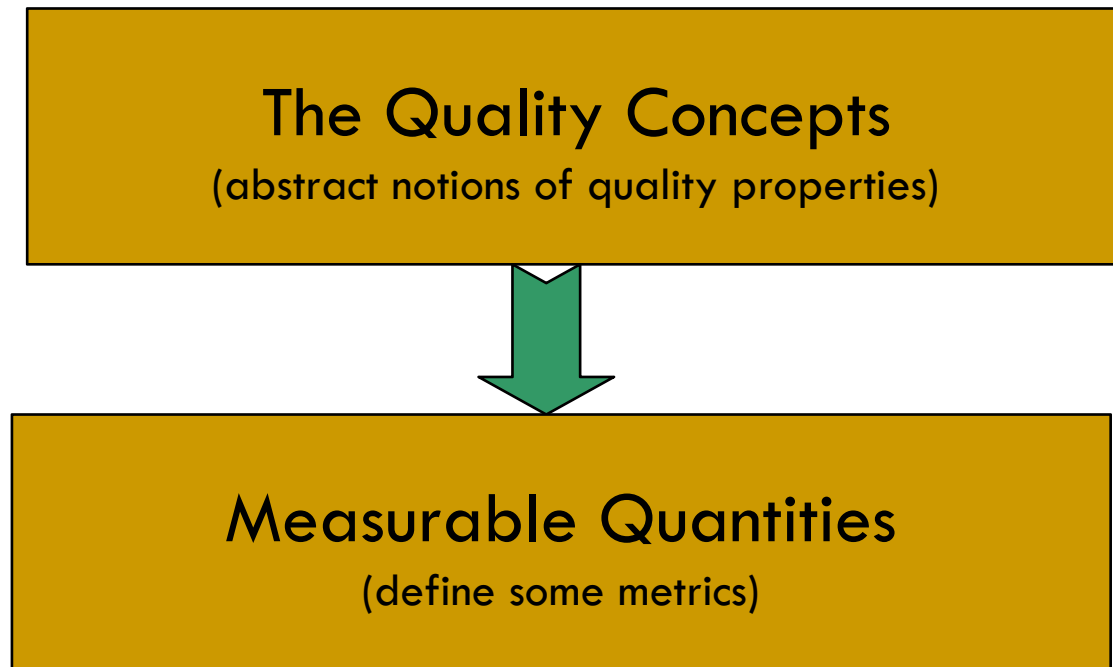 The Quality Concepts
(abstract notions of quality properties)
Measurable Quantities
(define some metrics)